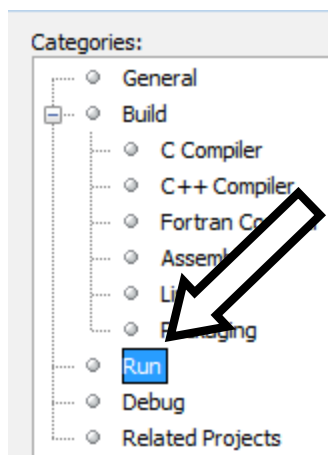 Categories:
General
Build
C Compiler
C++ Compiler
Fortran
Run
Debug
Related Projects